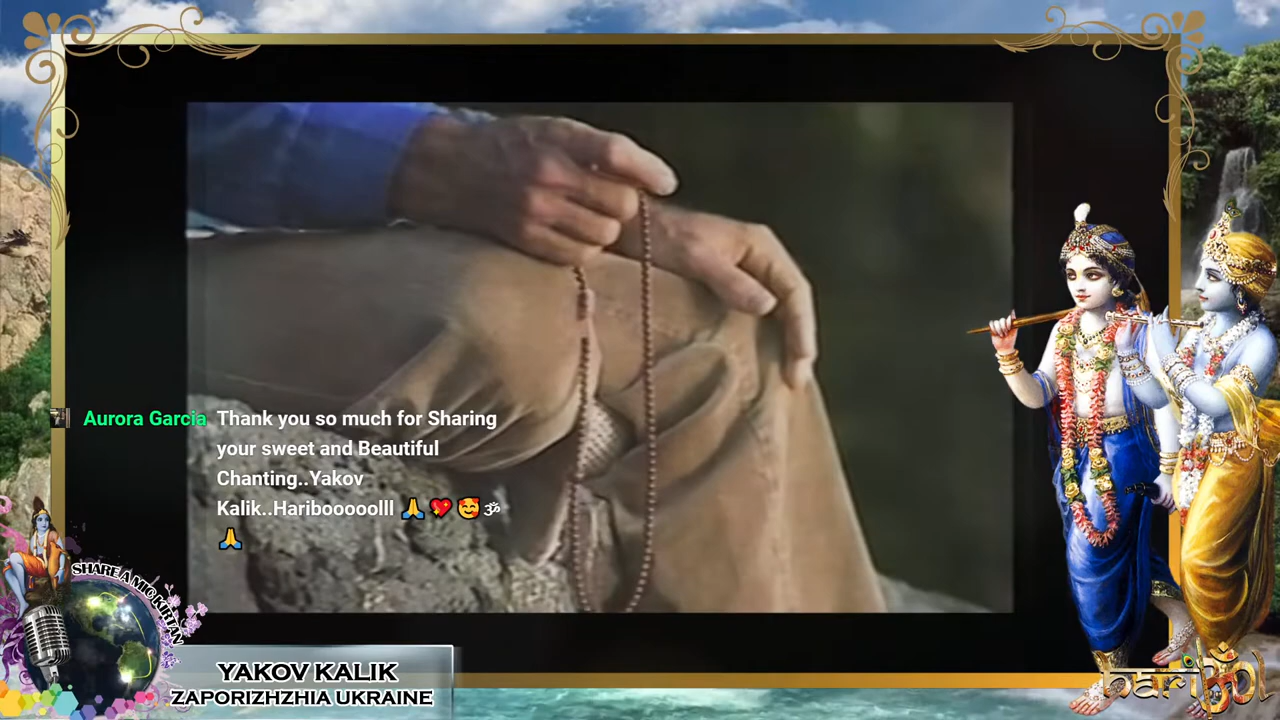 Aurora Garcia Thank you so much for Sharing
your sweet and Beautiful
Chanting..Yakov
Kalik..Haribooooolll 🙏💖🥰🕉
🙏
SHARE A MIC KIRTAN
YAKOV KALIK
ZAPORIZHZHIA UKRAINE
haribol